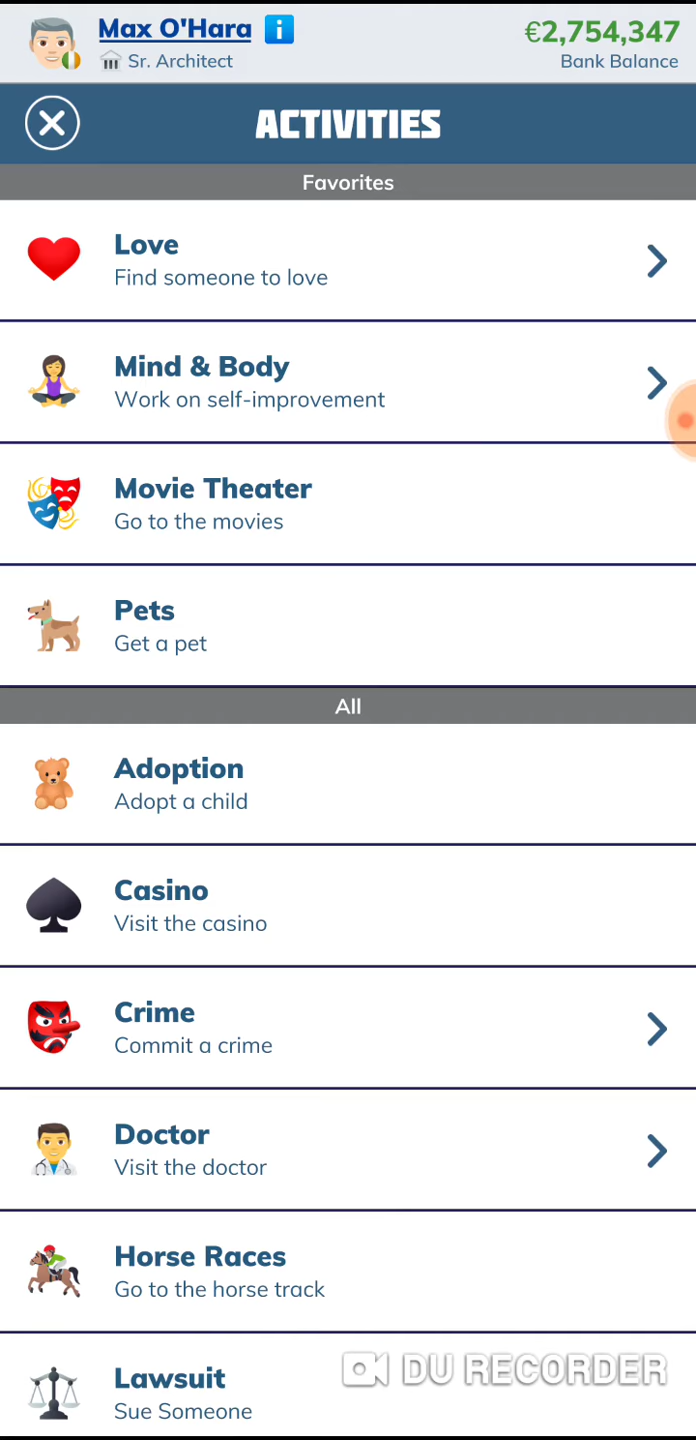 Max O'Hara i
€2,754,347
Sr. Architect
Bank Balance
ACTIVITIES
Favorites
Love
Find someone to love
Mind & Body
Work on self-improvement
Movie Theater
Go to the movies
Pets
Get a pet
All
Adoption
Adopt a child
Casino
Visit the casino
Crime
Commit a crime
Doctor
Visit the doctor
Horse Races
Go to the horse track
Lawsuit
Sue Someone
DU RECORDER